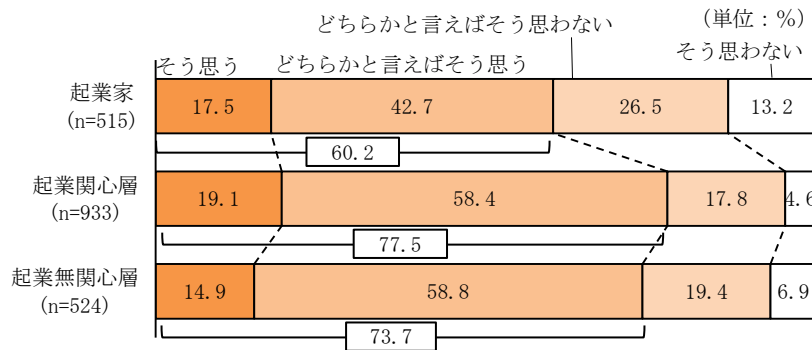 どちらかと言えばそう思わない
(単位：%)
そう思う
どちらかと言えばそう思う
そう思わない
起業家
(n=515)
17.5
42.7
26.5
13.2
60.2
起業関心層
(n=933)
19.1
58.4
17.8
4.6
77.5
起業無関心層
(n=524)
14.9
58.8
19.4
6.9
73.7